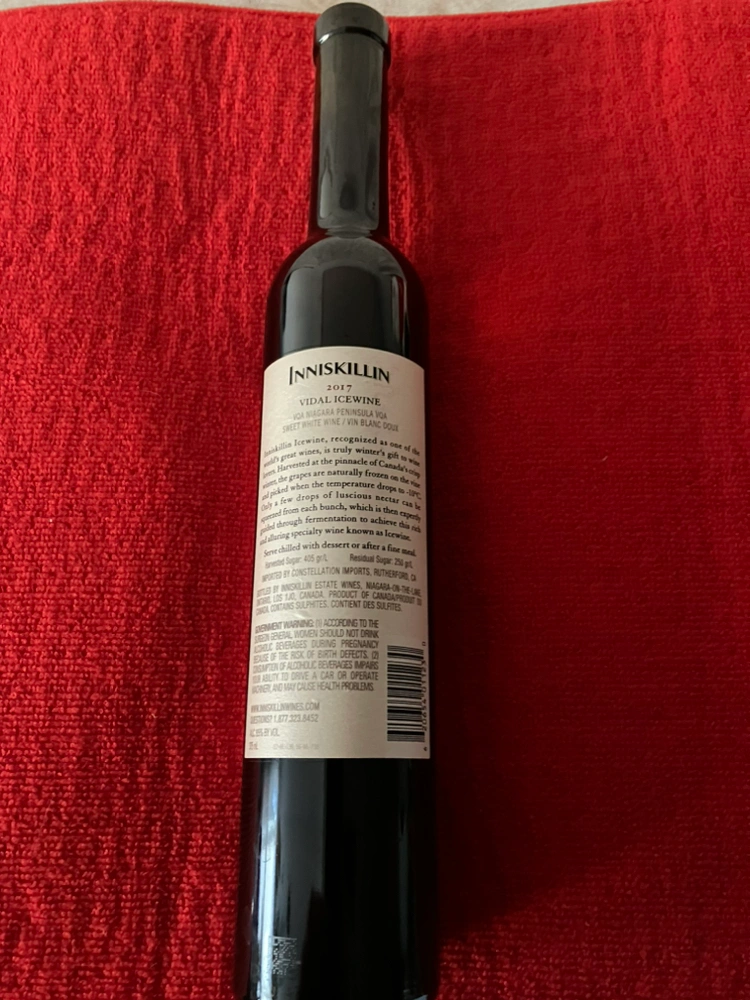 INNISKILLIN
2017
VIDAL ICEWINE
VQA NIAGARA PENINSULA VQA
SWEET WHITE WINE / VIN BLANC DOUX
Inniskillin Icewine, recognized as one of the
world's great wines, is truly winter's gift to wine
lovers. Harvested at the pinnacle of Canada's crisp
winter, the grapes are naturally frozen on the vine
and picked when the temperature drops to -10°C.
Only a few drops of luscious nectar can be
squeezed from each bunch, which is then expertly
guided through fermentation to achieve this rich
and alluring specialty wine known as Icewine.
Serve chilled with dessert or after a fine meal.
Harvested Sugar: 405 gr/L Residual Sugar: 250 gr/L
IMPORTED BY CONSTELLATION IMPORTS, RUTHERFORD, CA
BOTTLED BY INNISKILLIN ESTATE WINES, NIAGARA-ON-THE-LAKE,
ONTARIO, L0S 1J0, CANADA. PRODUCT OF CANADA/PRODUIT DU
CANADA. CONTAINS SULPHITES. CONTIENT DES SULFITES.
GOVERNMENT WARNING: (1) ACCORDING TO THE
SURGEON GENERAL, WOMEN SHOULD NOT DRINK
ALCOHOLIC BEVERAGES DURING PREGNANCY
BECAUSE OF THE RISK OF BIRTH DEFECTS. (2)
CONSUMPTION OF ALCOHOLIC BEVERAGES IMPAIRS
YOUR ABILITY TO DRIVE A CAR OR OPERATE
MACHINERY, AND MAY CAUSE HEALTH PROBLEMS.
WWW.INNISKILLINWINES.COM
QUESTIONS? 1.877.323.6452
BY VOL.